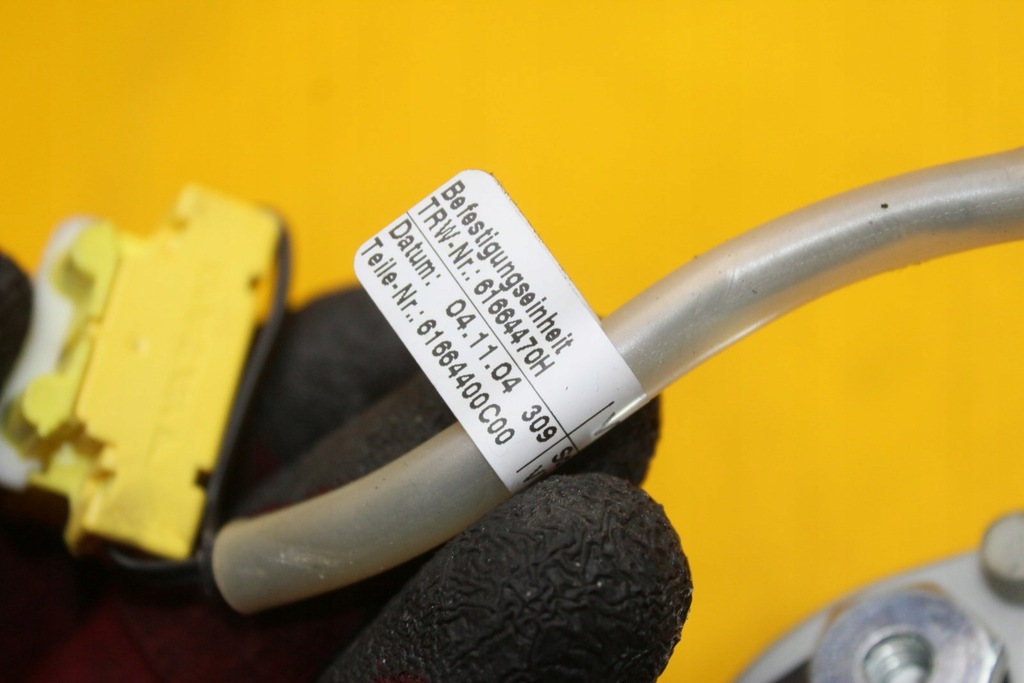 Befestigungseinheit
TRW-Nr.: 61664470H
Datum: 04.11.04 309
Teile-Nr.: 61664400C00